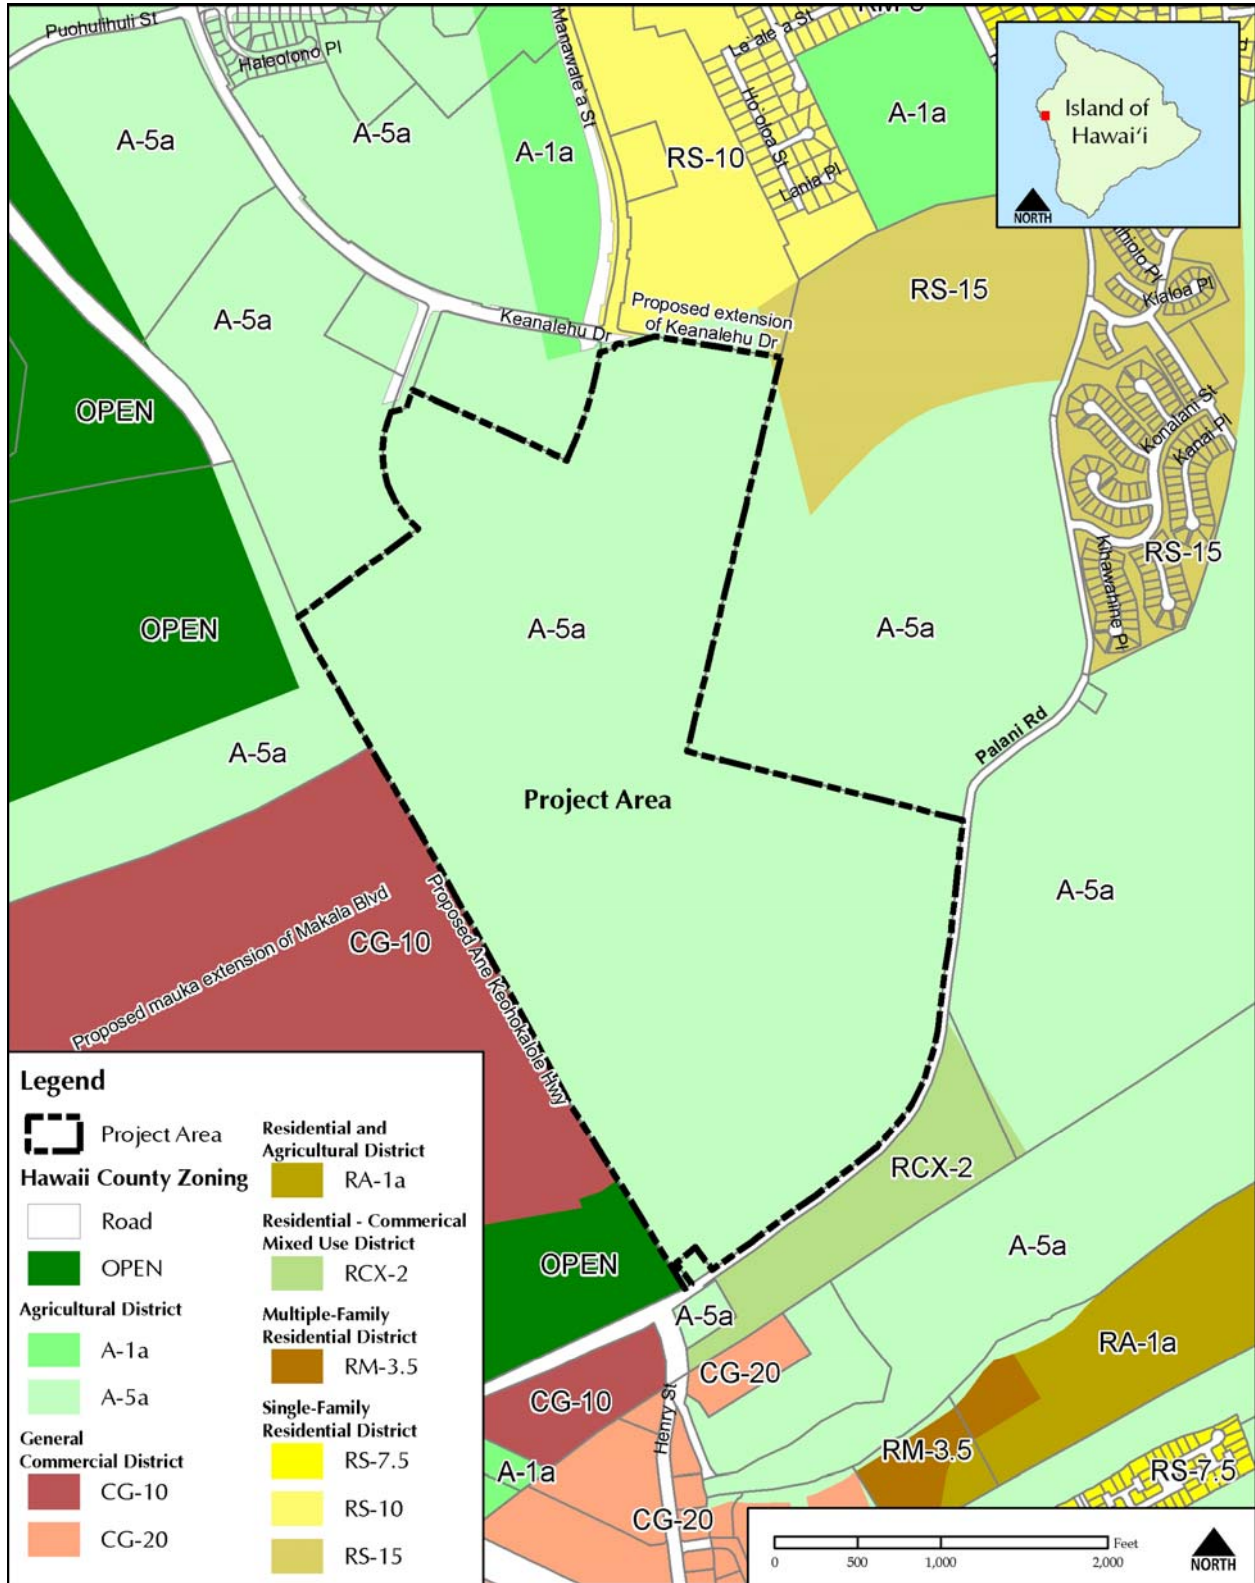 Puohulihuli St
Haleolono Pl
Manawale`a St
Le`ale`a St
Ho`oloa St
Lania Pl
A-5a
A-5a
A-1a
RS-10
A-1a
Island of
Hawai‘i
NORTH
A-5a
Keanalehu Dr
Proposed extension
of Keanalehu Dr
RS-15
Kialoa Pl
OPEN
Konalani St
Kanai Pl
Kihawahine Pl
RS-15
OPEN
A-5a
A-5a
A-5a
Palani Rd
Project Area
Proposed Ane Keohokalole Hwy
A-5a
CG-10
Proposed mauka extension of Makala Blvd
RCX-2
OPEN
A-5a
A-5a
CG-20
RA-1a
CG-10
Henry St
RM-3.5
A-1a
RS-7.5
CG-20
Legend
Project Area
Hawaii County Zoning
Road
OPEN
Agricultural District
A-1a
A-5a
General
Commercial District
CG-10
CG-20
Residential and
Agricultural District
RA-1a
Residential - Commerical
Mixed Use District
RCX-2
Multiple-Family
Residential District
RM-3.5
Single-Family
Residential District
RS-7.5
RS-10
RS-15
Feet
0 500 1,000 2,000
NORTH